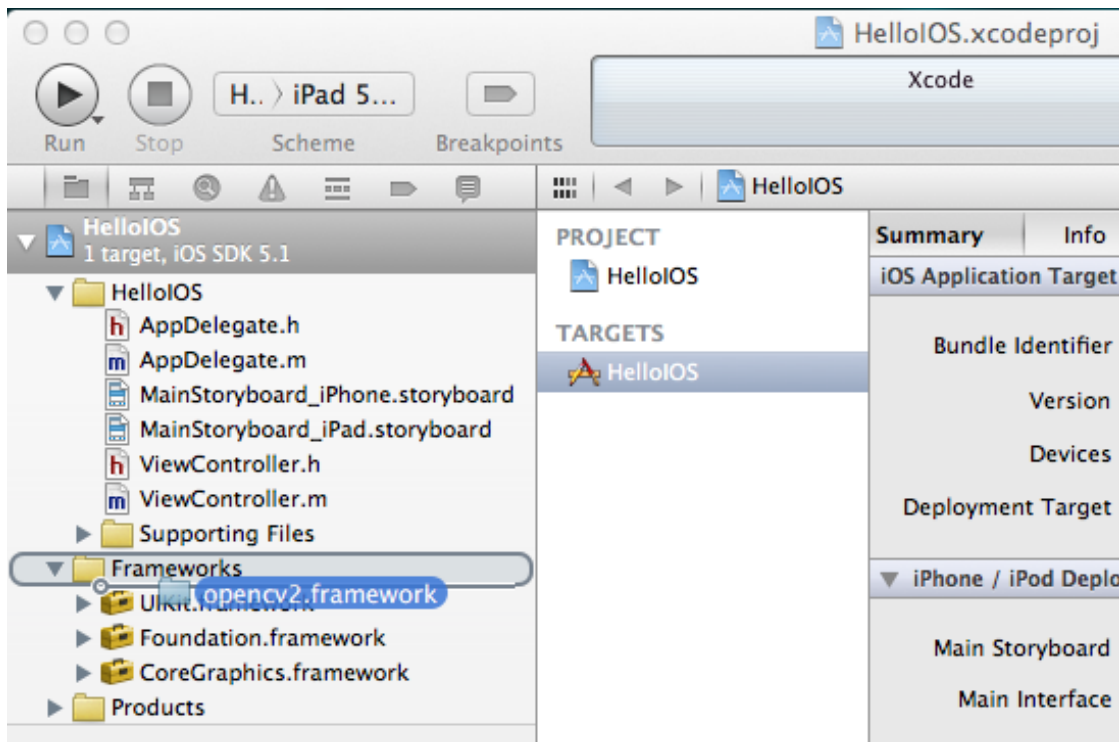 HelloIOS.xcodeproj
H.. 〉 iPad 5...
Xcode
Run
Stop
Scheme
Breakpoints
HelloIOS
HelloIOS
1 target, iOS SDK 5.1
HelloIOS
AppDelegate.h
AppDelegate.m
MainStoryboard_iPhone.storyboard
MainStoryboard_iPad.storyboard
ViewController.h
ViewController.m
Supporting Files
Frameworks
opencv2.framework
UIKit.framework
Foundation.framework
CoreGraphics.framework
Products
PROJECT
HelloIOS
TARGETS
HelloIOS
Summary
Info
iOS Application Target
Bundle Identifier
Version
Devices
Deployment Target
iPhone / iPod Deplo
Main Storyboard
Main Interface